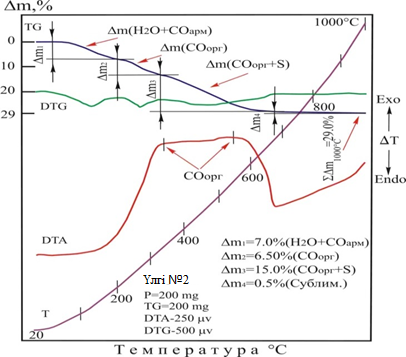 Δm,%
TG
1000°C
0
Δm(H2O+COарм)
Δm1
Δm(COорг)
10
Δm2
Δm(COорг+S)
Δm3
20
DTG
800
Exo
29
Δm4
ΣΔm1000°C=29.0%
ΔT
Endo
COорг
600
DTA
400
Δm1=7.0%(H2O+COарм)
Δm2=6.50%(COорг)
Δm3=15.0%(COорг+S)
Δm4=0.5%(Сублим.)
200
Үлгі №2
P=200 mg
TG=200 mg
DTA-250 μv
DTG-500 μv
T
20
Температура °C